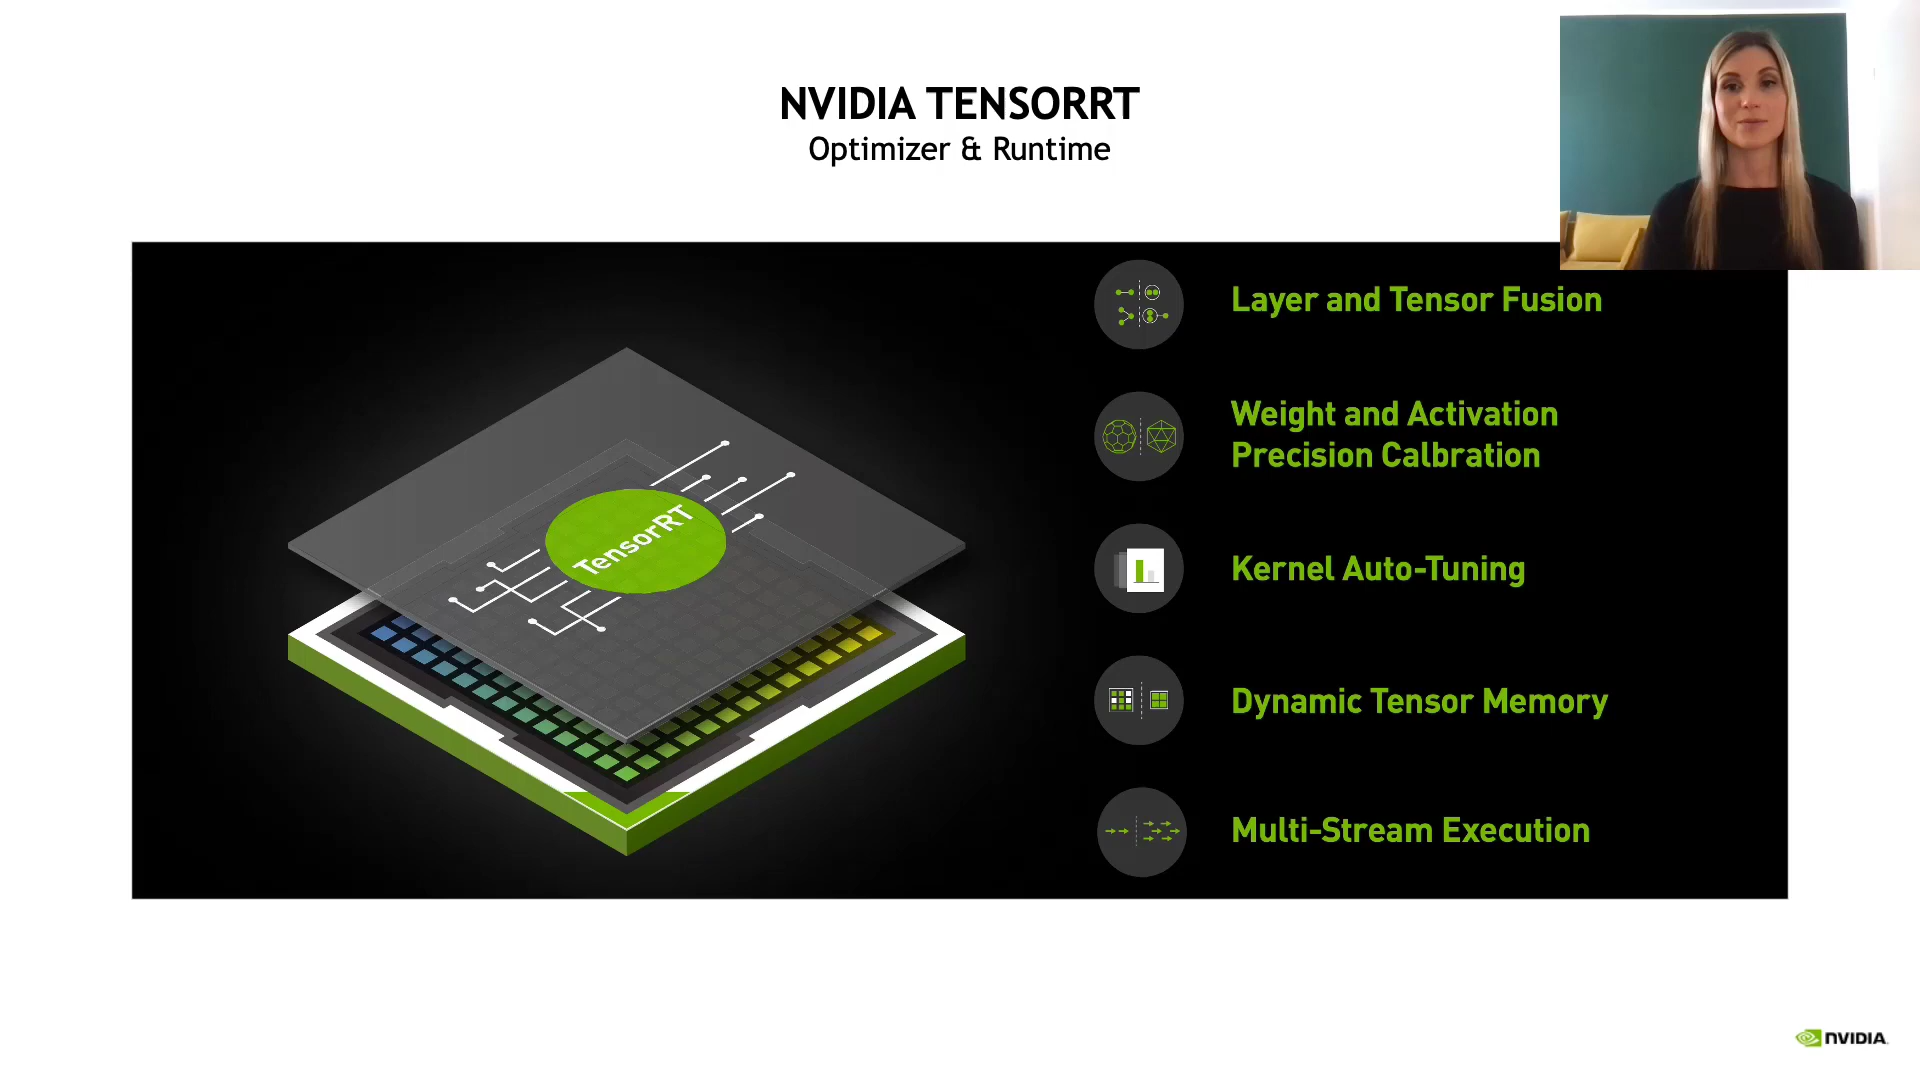 NVIDIA TENSORRT
Optimizer & Runtime
Layer and Tensor Fusion
Weight and Activation
Precision Calbration
Kernel Auto-Tuning
Dynamic Tensor Memory
Multi-Stream Execution
TensorRT
NVIDIA.